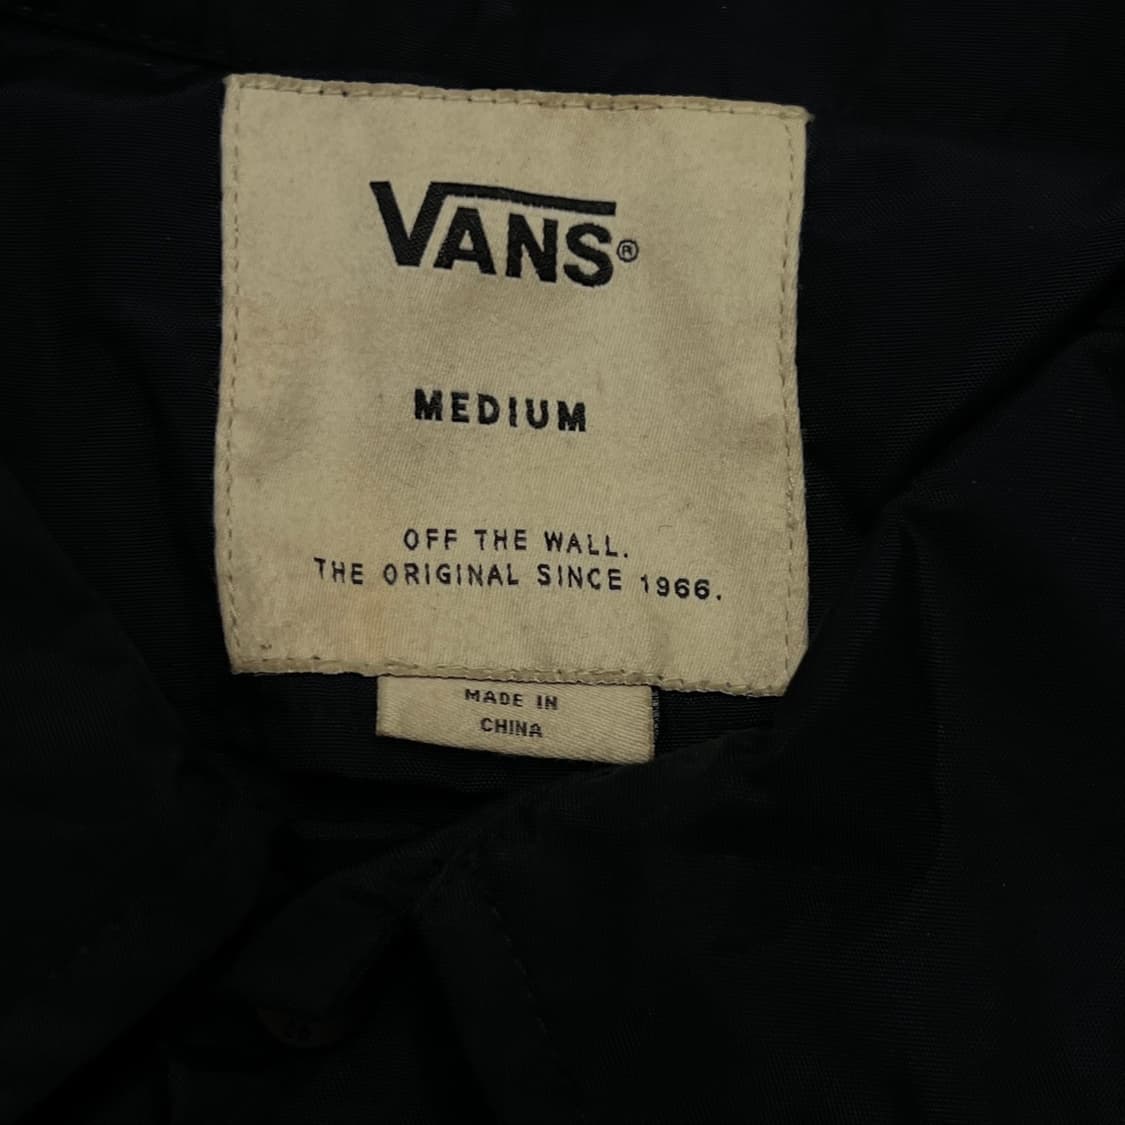 VANS®
MEDIUM
OFF THE WALL.
THE ORIGINAL SINCE 1966.
MADE IN
CHINA